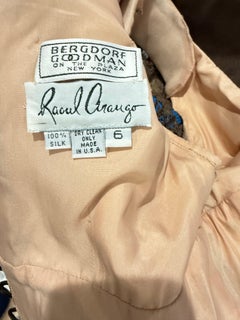 BERGDORF
GOODMAN
ON THE PLAZA
NEW YORK
Raoul Arango
100%
SILK
DRY CLEAN
ONLY
MADE
IN U.S.A.
6